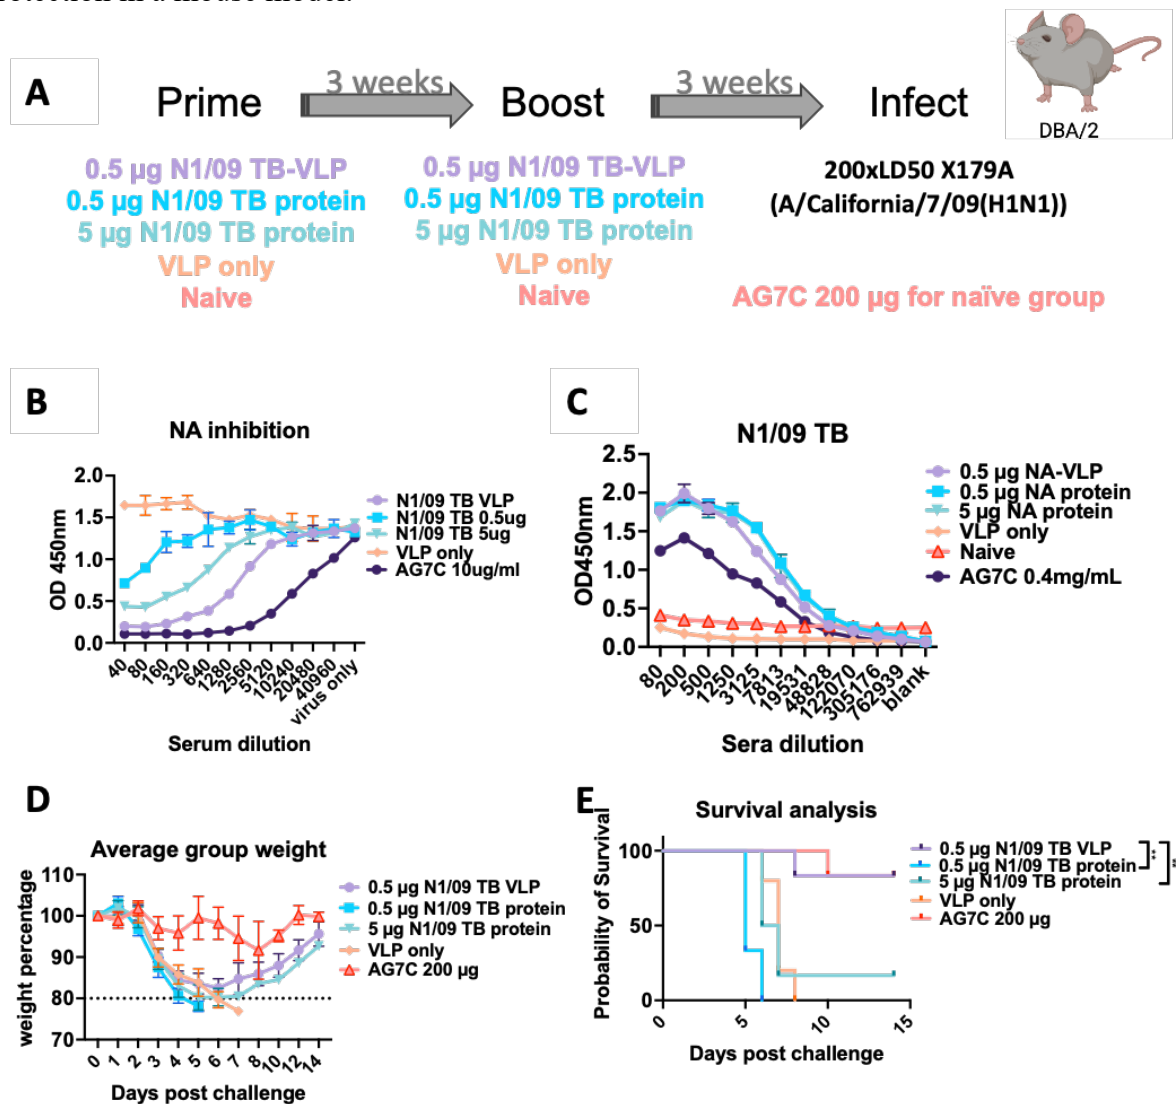 otection in a mouse model.
A
Prime
3 weeks
Boost
3 weeks
Infect
DBA/2
0.5 µg N1/09 TB-VLP
0.5 µg N1/09 TB protein
5 µg N1/09 TB protein
VLP only
Naive
0.5 µg N1/09 TB-VLP
0.5 µg N1/09 TB protein
5 µg N1/09 TB protein
VLP only
Naive
200xLD50 X179A
(A/California/7/09(H1N1))
AG7C 200 µg for naïve group
B
NA inhibition
OD 450nm
2.0
1.5
1.0
0.5
0.0
40
80
160
320
640
1280
2560
5120
10240
20480
40960
virus only
Serum dilution
N1/09 TB VLP
N1/09 TB 0.5ug
N1/09 TB 5ug
VLP only
AG7C 10ug/ml
C
N1/09 TB
OD450nm
2.5
2.0
1.5
1.0
0.5
0.0
80
200
500
1250
3125
7813
19531
48828
122070
305176
762939
blank
Sera dilution
0.5 µg NA-VLP
0.5 µg NA protein
5 µg NA protein
VLP only
Naive
AG7C 0.4mg/mL
D
Average group weight
weight percentage
110
100
90
80
70
0
1
2
3
4
5
6
7
8
10
12
14
Days post challenge
0.5 µg N1/09 TB VLP
0.5 µg N1/09 TB protein
5 µg N1/09 TB protein
VLP only
AG7C 200 µg
E
Survival analysis
Probability of Survival
100
50
0
0
5
10
15
Days post challenge
0.5 µg N1/09 TB VLP
0.5 µg N1/09 TB protein
5 µg N1/09 TB protein
VLP only
AG7C 200 µg
**